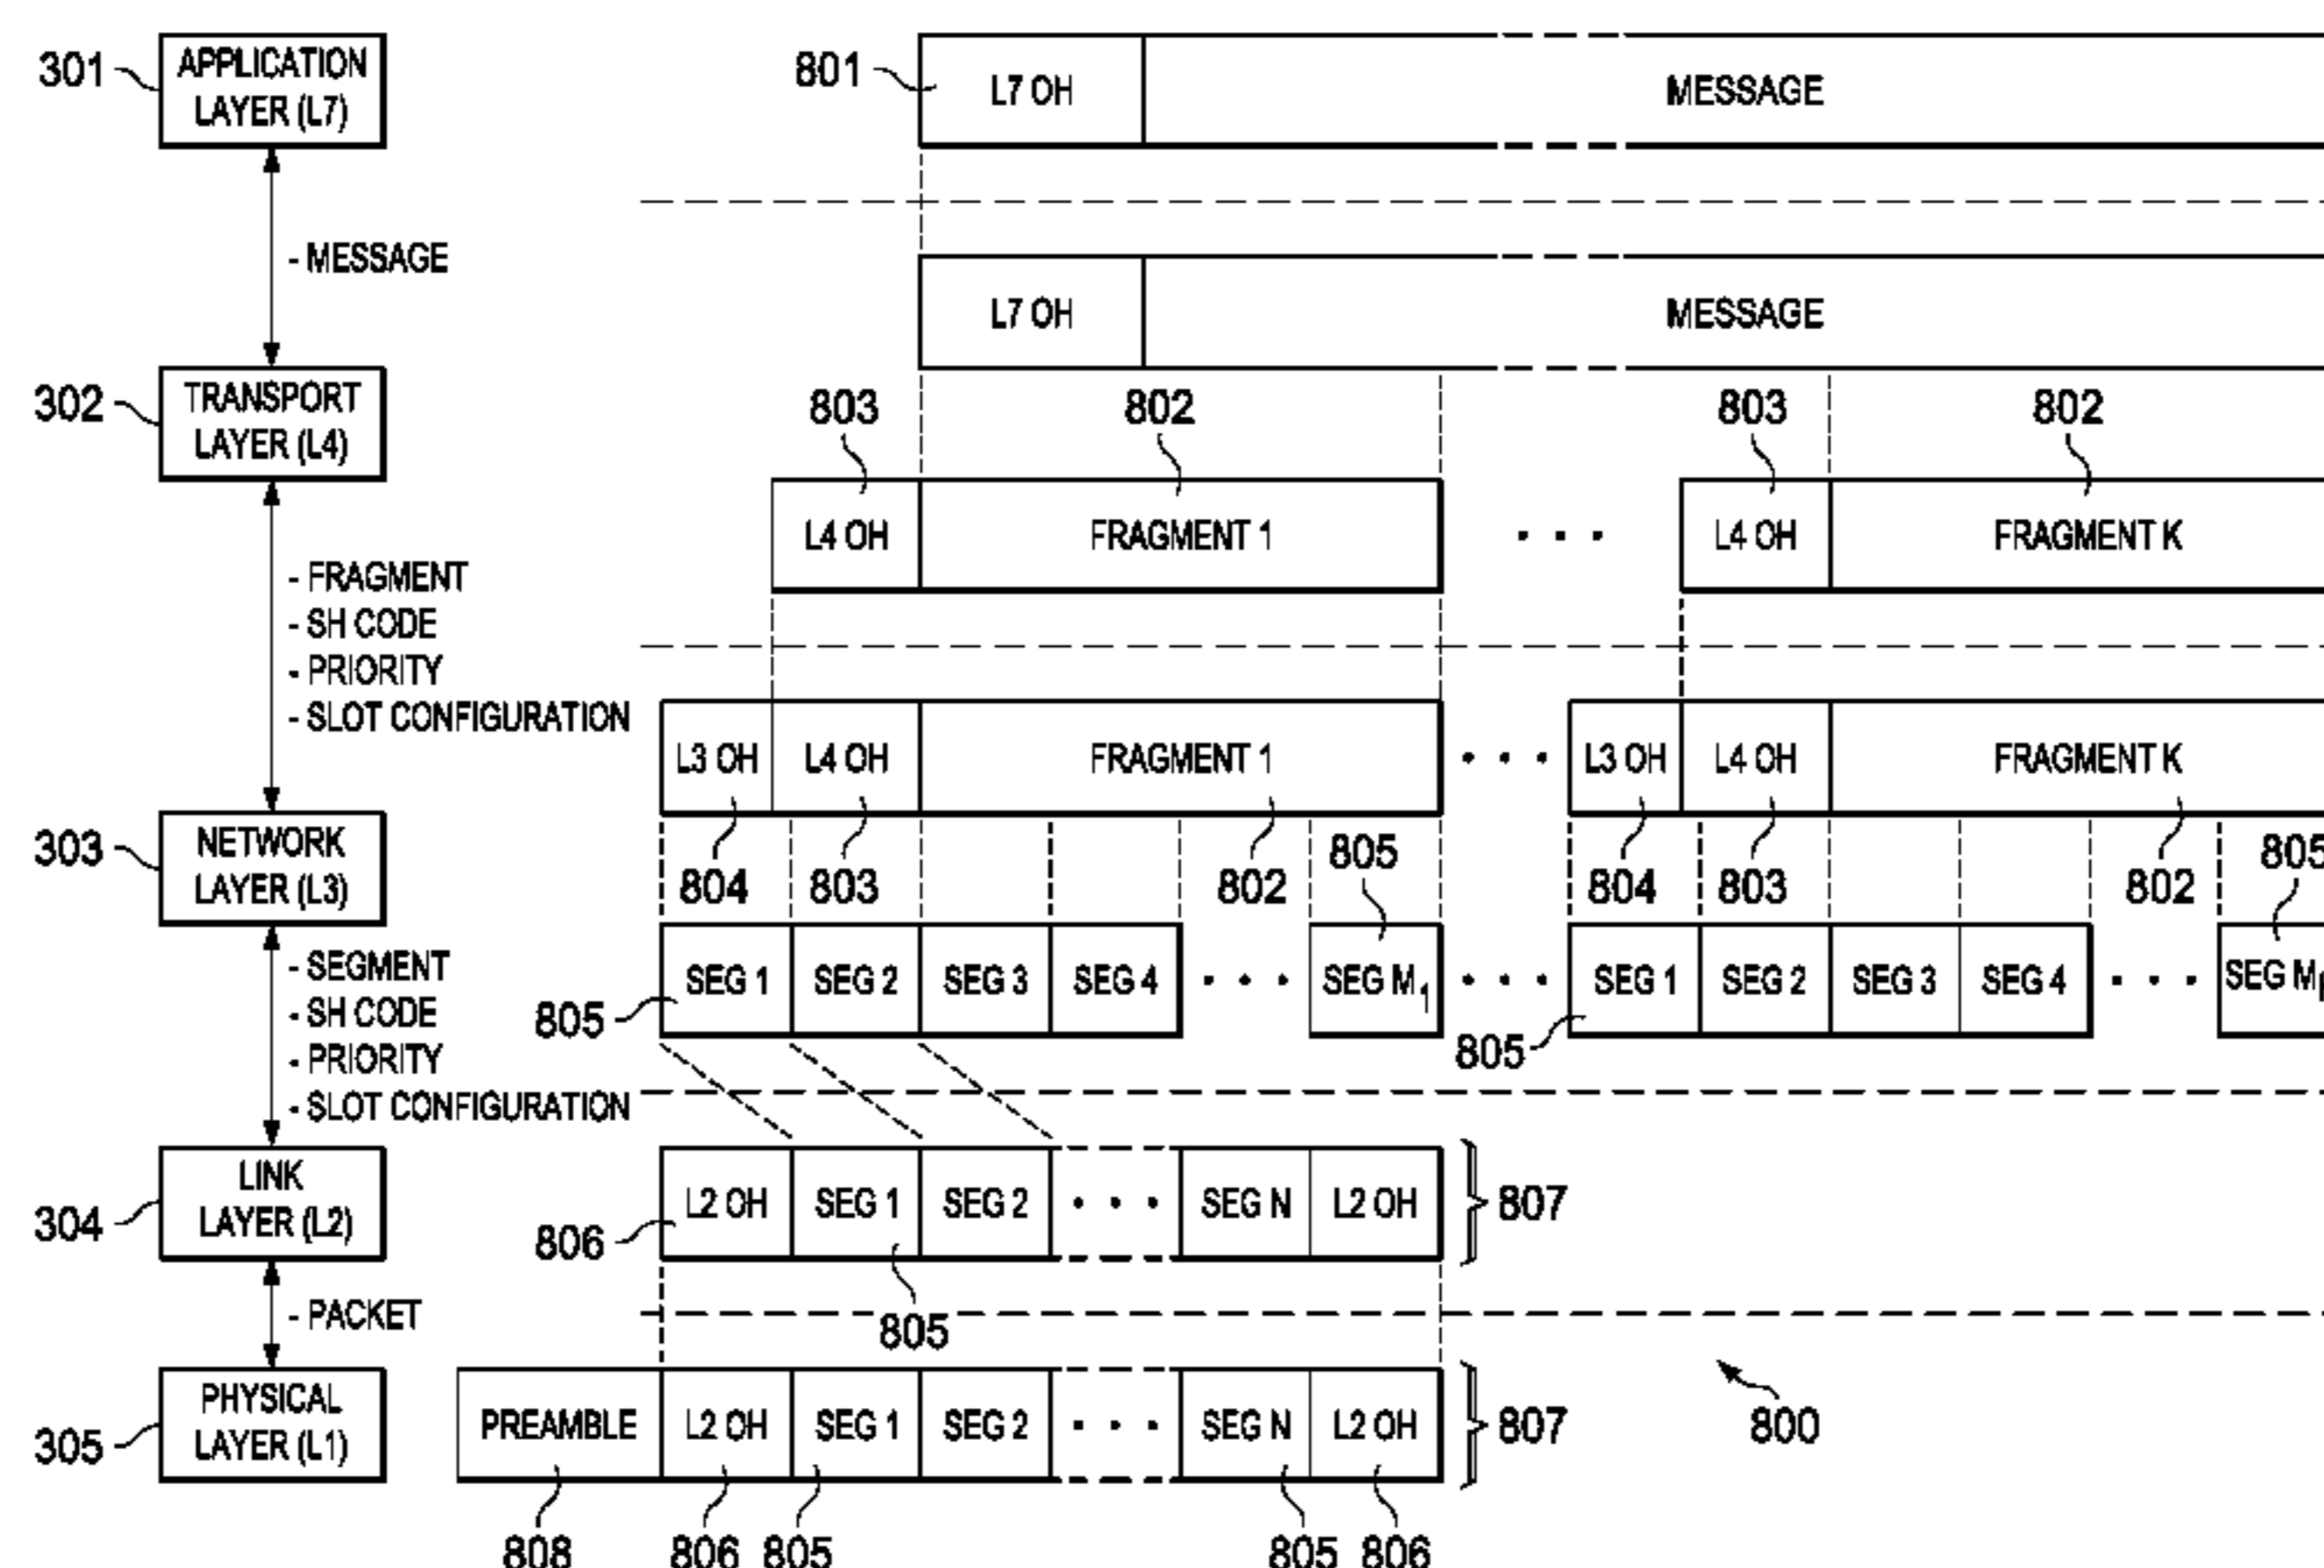 301
APPLICATION
LAYER (L7)
801
L7 OH
MESSAGE
- MESSAGE
L7 OH
MESSAGE
302
TRANSPORT
LAYER (L4)
803
802
803
802
L4 OH
FRAGMENT 1
. . .
L4 OH
FRAGMENT K
- FRAGMENT
- SH CODE
- PRIORITY
- SLOT CONFIGURATION
L3 OH
L4 OH
FRAGMENT 1
. . .
L3 OH
L4 OH
FRAGMENT K
303
NETWORK
LAYER (L3)
804
803
802
805
804
803
802
805
- SEGMENT
- SH CODE
- PRIORITY
- SLOT CONFIGURATION
805
SEG 1
SEG 2
SEG 3
SEG 4
. . .
SEG M1
. . .
805
SEG 1
SEG 2
SEG 3
SEG 4
. . .
SEG
304
LINK
LAYER (L2)
806
L2 OH
SEG 1
SEG 2
. . .
SEG N
L2 OH
807
805
- PACKET
305
PHYSICAL
LAYER (L1)
PREAMBLE
L2 OH
SEG 1
SEG 2
. . .
SEG N
L2 OH
807
800
808
806
805
805
806